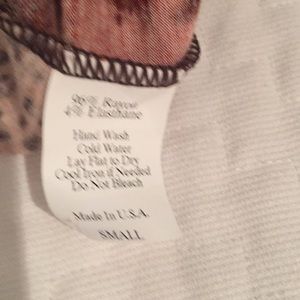 96% Rayon
4% Elasthane
Hand Wash
Cold Water
Lay Flat to Dry
Cool Iron if Needed
Do Not Bleach
Made In U.S.A.
SMALL